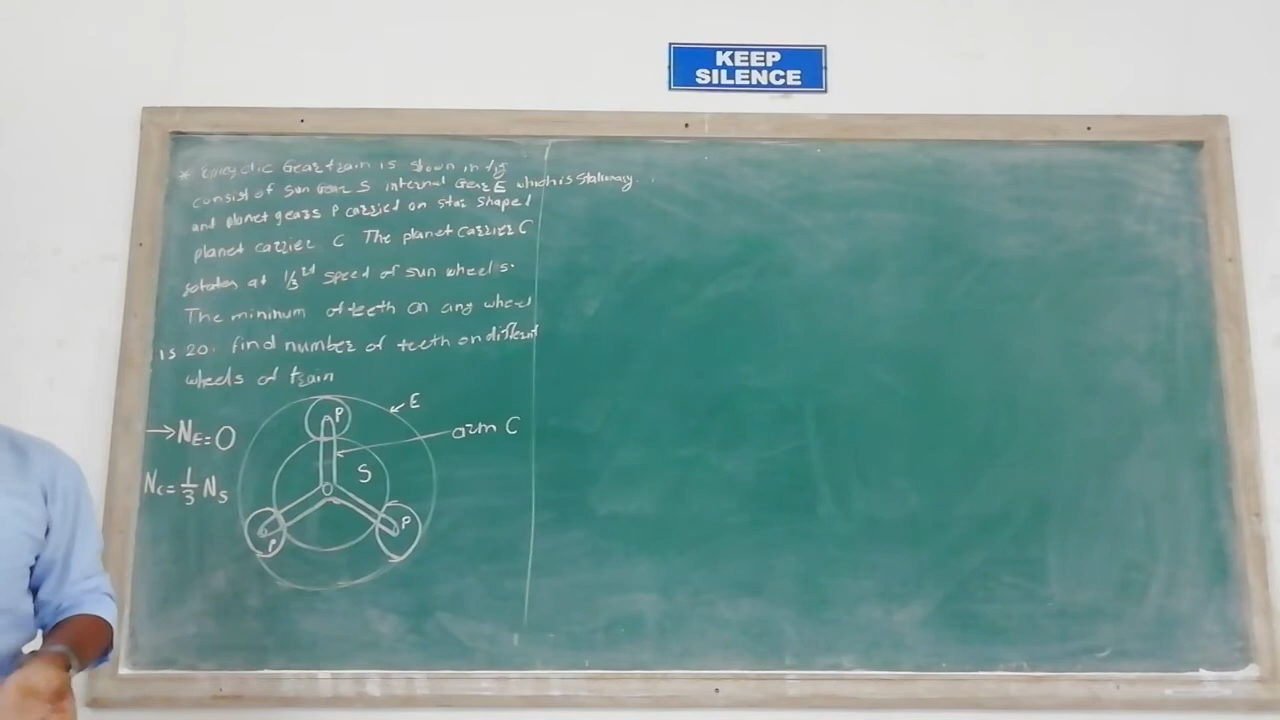 KEEP
SILENCE
* Epicyclic Gear train is shown in fig
consist of sun Gear S internal Gear E which is Stationary.
and planet gears P carried on star shaped
planet carrier C The planet carrier C
rotates at 1/3rd speed of sun wheel s.
The mininum of teeth on any wheel
is 20. find number of teeth on different
wheels of train
→ NE = 0
NC = 1/3 NS
E
P
arm C
S
P
P